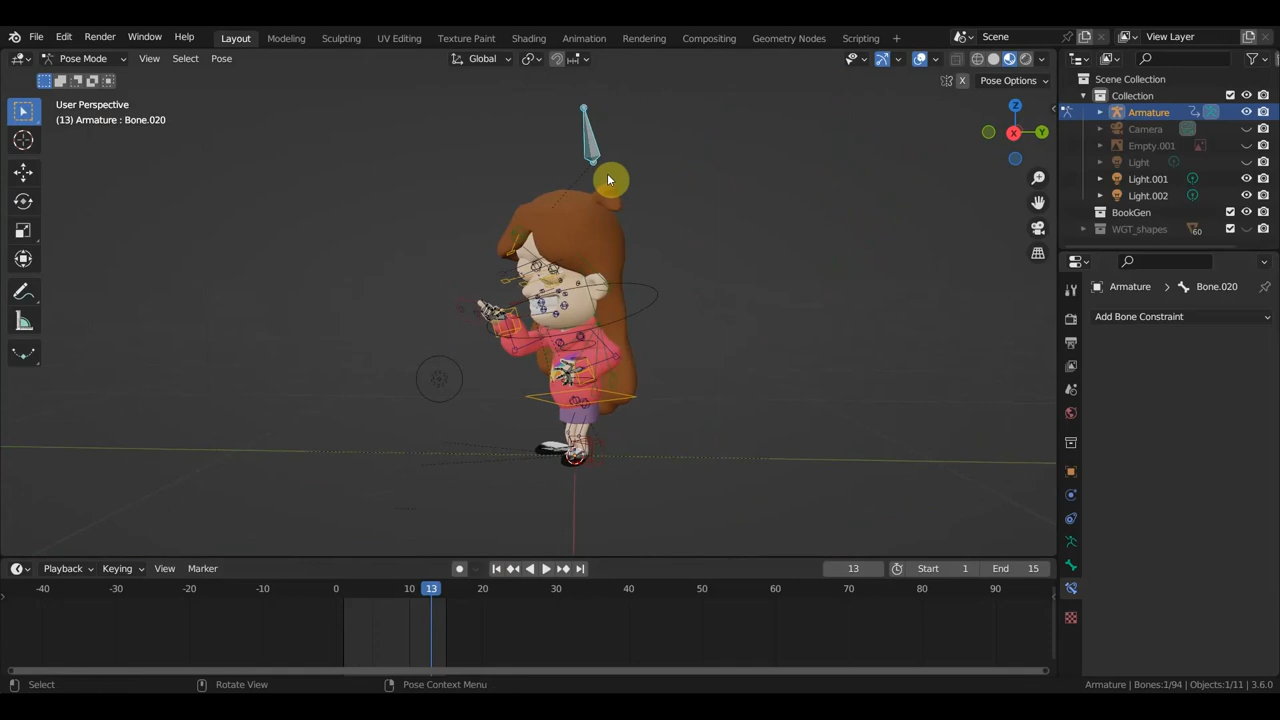 File Edit Render Window Help Layout Modeling Sculpting UV Editing Texture Paint Shading Animation Rendering Compositing Geometry Nodes Scripting + Scene View Layer
Pose Mode View Select Pose Global
X Pose Options
User Perspective
(13) Armature : Bone.020
Z
Y
X
Scene Collection
Collection
Armature
Camera
Empty.001
Light
Light.001
Light.002
BookGen
WGT_shapes 60
Armature > Bone.020
Add Bone Constraint
Playback Keying View Marker 13 Start 1 End 15
-40 -30 -20 -10 0 10 13 20 30 40 50 60 70 80 90
Select Rotate View Pose Context Menu Armature | Bones:1/94 | Objects:1/11 | 3.6.0